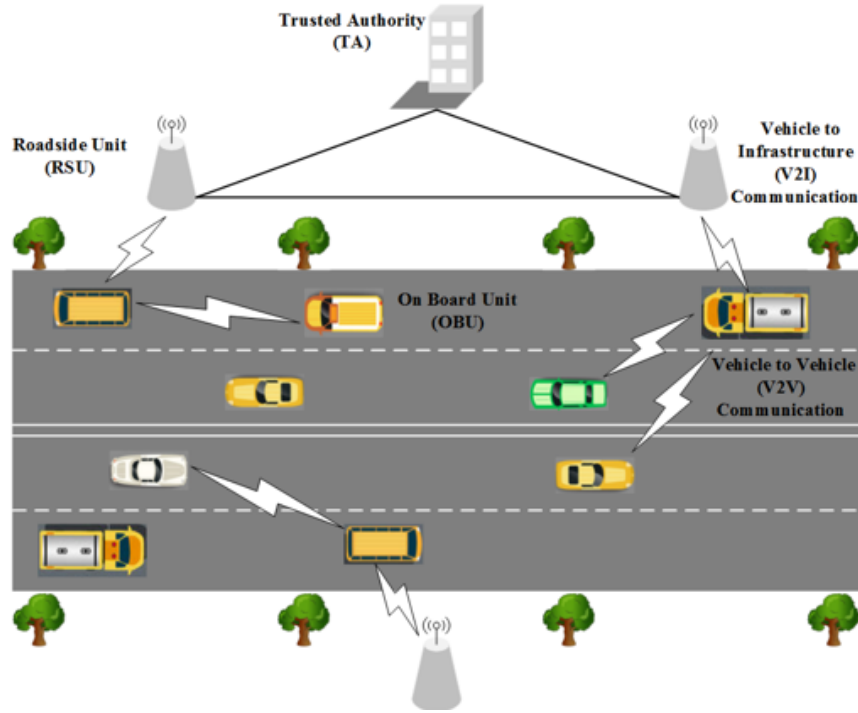 Trusted Authority
(TA)
Roadside Unit
(RSU)
Vehicle to
Infrastructure
(V2I)
Communication
On Board Unit
(OBU)
Vehicle to Vehicle
(V2V)
Communication